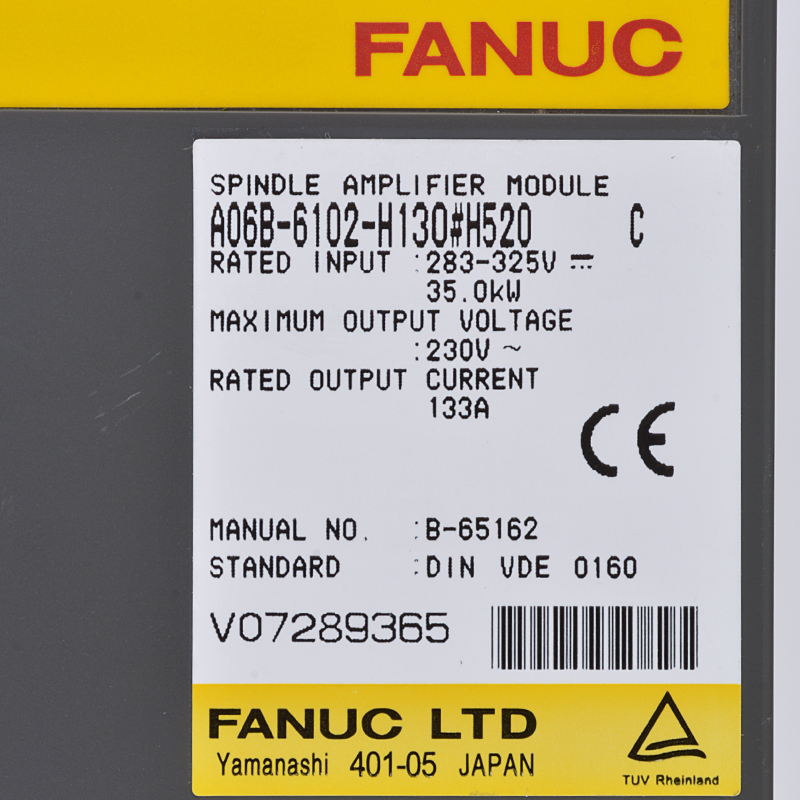 FANUC
SPINDLE AMPLIFIER MODULE
A06B-6102-H130#H520 C
RATED INPUT :283-325V ⎓
35.0kW
MAXIMUM OUTPUT VOLTAGE
:230V ~
RATED OUTPUT CURRENT
133A
CE
MANUAL NO. :B-65162
STANDARD :DIN VDE 0160
V07289365
FANUC LTD
Yamanashi 401-05 JAPAN
TUV Rheinland